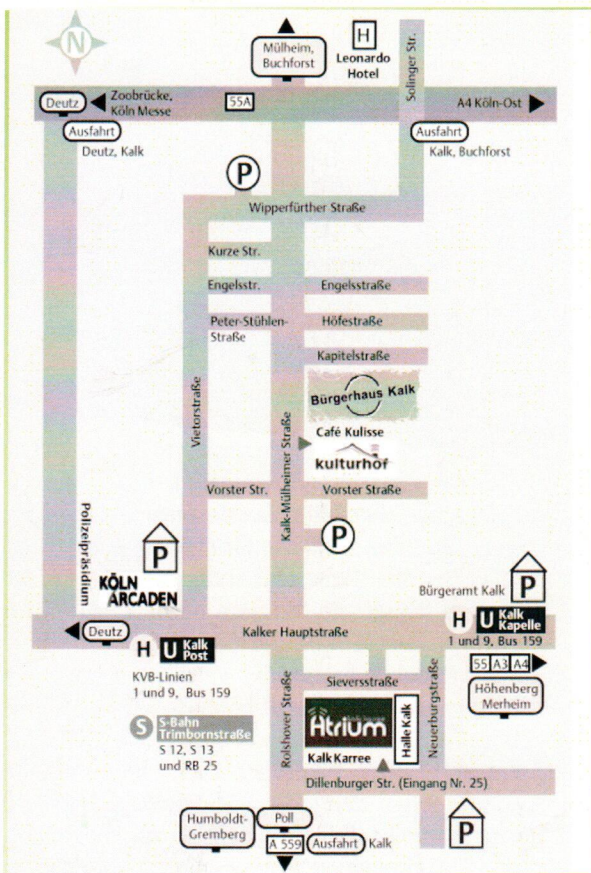 N
Mülheim,
Buchforst
H
Leonardo
Hotel
Solinger Str.
Deutz
Zoobrücke,
Köln Messe
55A
A4 Köln-Ost
Ausfahrt
Deutz, Kalk
Ausfahrt
Kalk, Buchforst
P
Wipperfürther Straße
Kurze Str.
Engelsstr.
Engelsstraße
Peter-Stühlen-
Straße
Höfestraße
Kapitelstraße
Bürgerhaus Kalk
Café Kulisse
kulturhof
Vietorstraße
Kalk-Mülheimer Straße
Vorster Str.
Vorster Straße
P
Polizeipräsidium
P
KÖLN
ARCADEN
Bürgeramt Kalk
P
Deutz
Kalker Hauptstraße
H U Kalk
Kapelle
1 und 9, Bus 159
H U Kalk
Post
KVB-Linien
1 und 9, Bus 159
55 A3 A4
Höhenberg
Merheim
S S-Bahn
Trimbornstraße
S 12, S 13
und RB 25
Rolshover Straße
Sieversstraße
Neuerburgstraße
Atrium
Halle Kalk
Kalk Karree
Dillenburger Str. (Eingang Nr. 25)
Humboldt-
Gremberg
Poll
A 559
Ausfahrt
Kalk
P